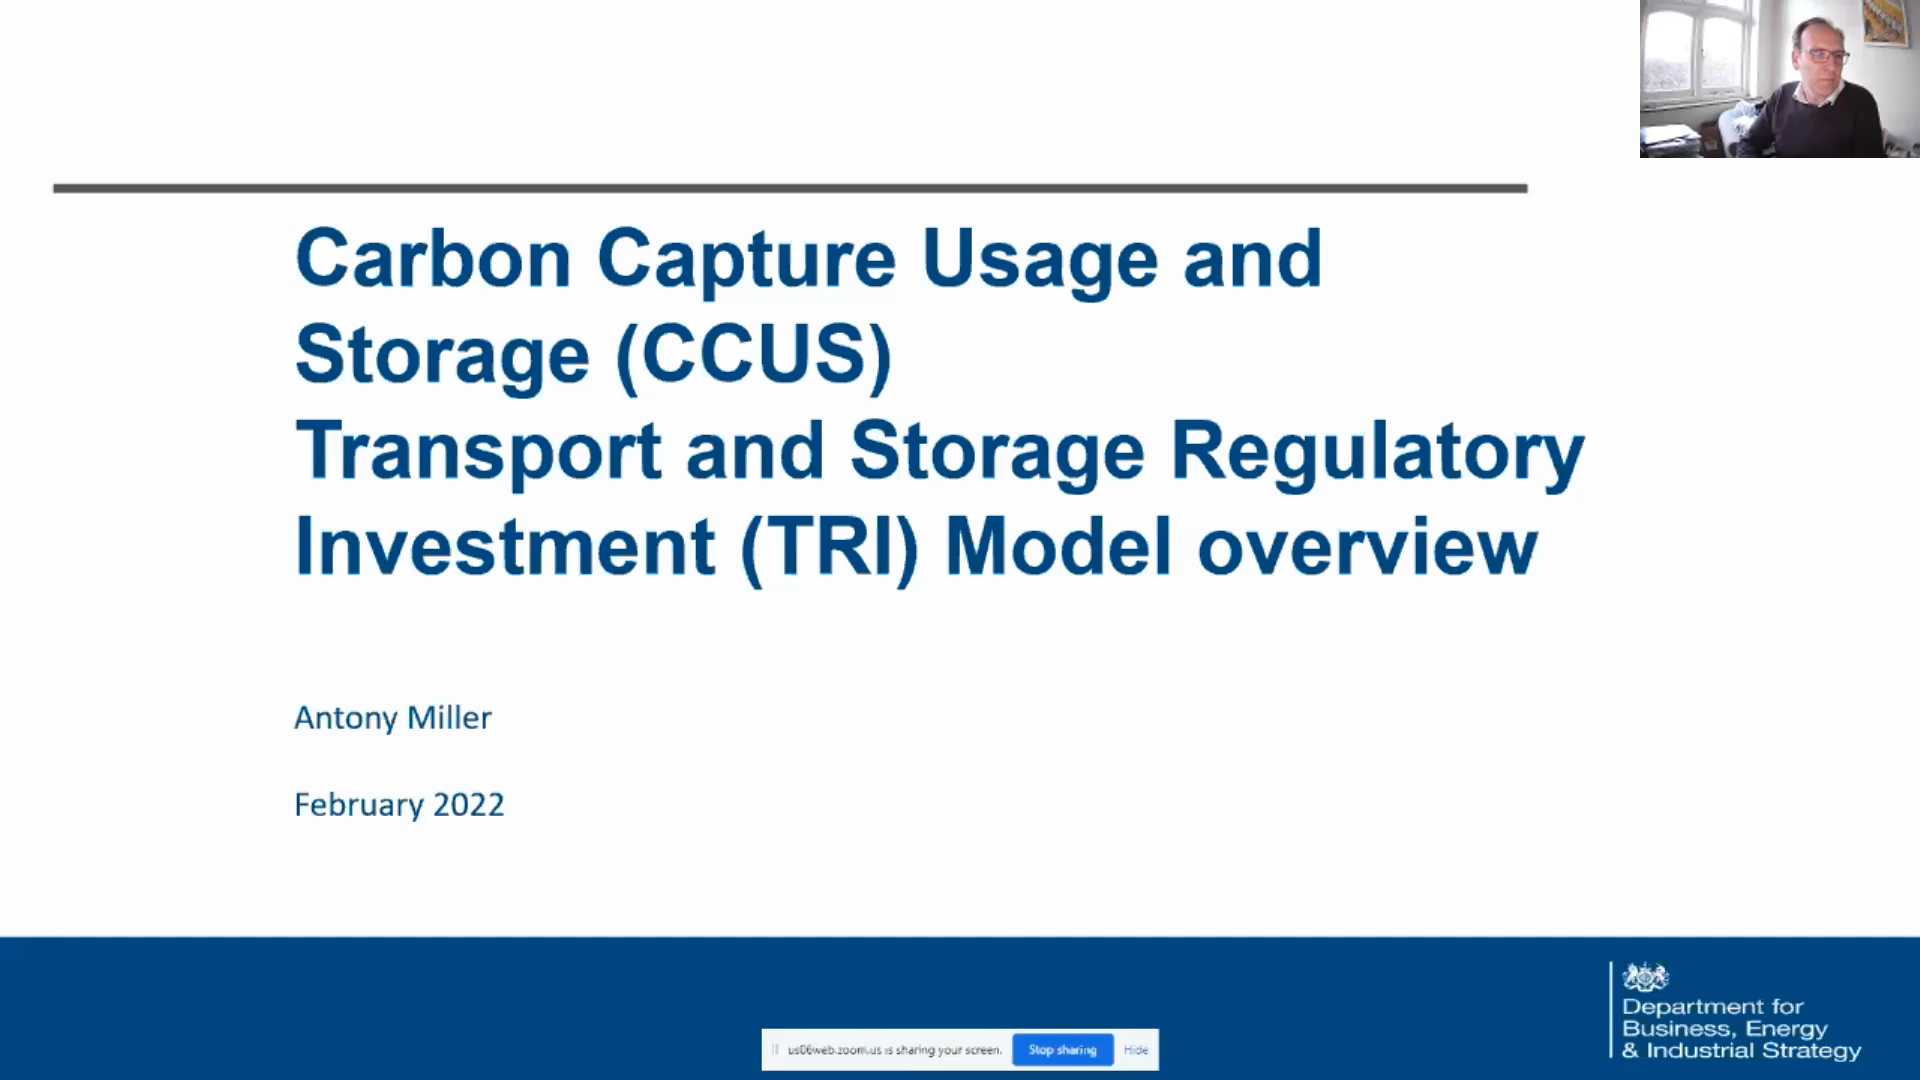 Carbon Capture Usage and
Storage (CCUS)
Transport and Storage Regulatory
Investment (TRI) Model overview
Antony Miller
February 2022
Department for
Business, Energy
& Industrial Strategy
us06web.zoom.us is sharing your screen.
Stop sharing
Hide